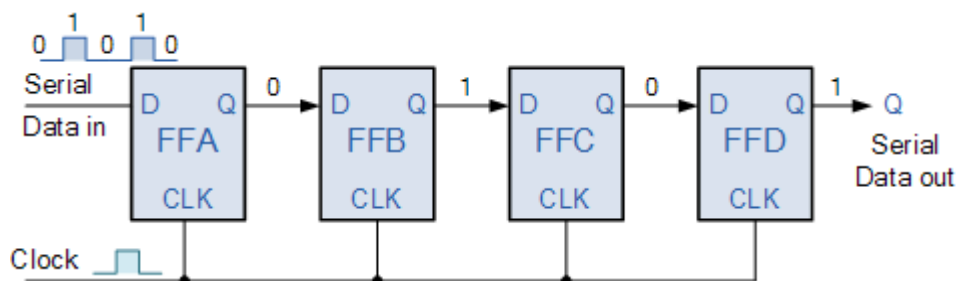 1 1
0 0 0
Serial
Data in
D Q
FFA
CLK
0
D Q
FFB
CLK
1
D Q
FFC
CLK
0
D Q
FFD
CLK
1
Q
Serial
Data out
Clock